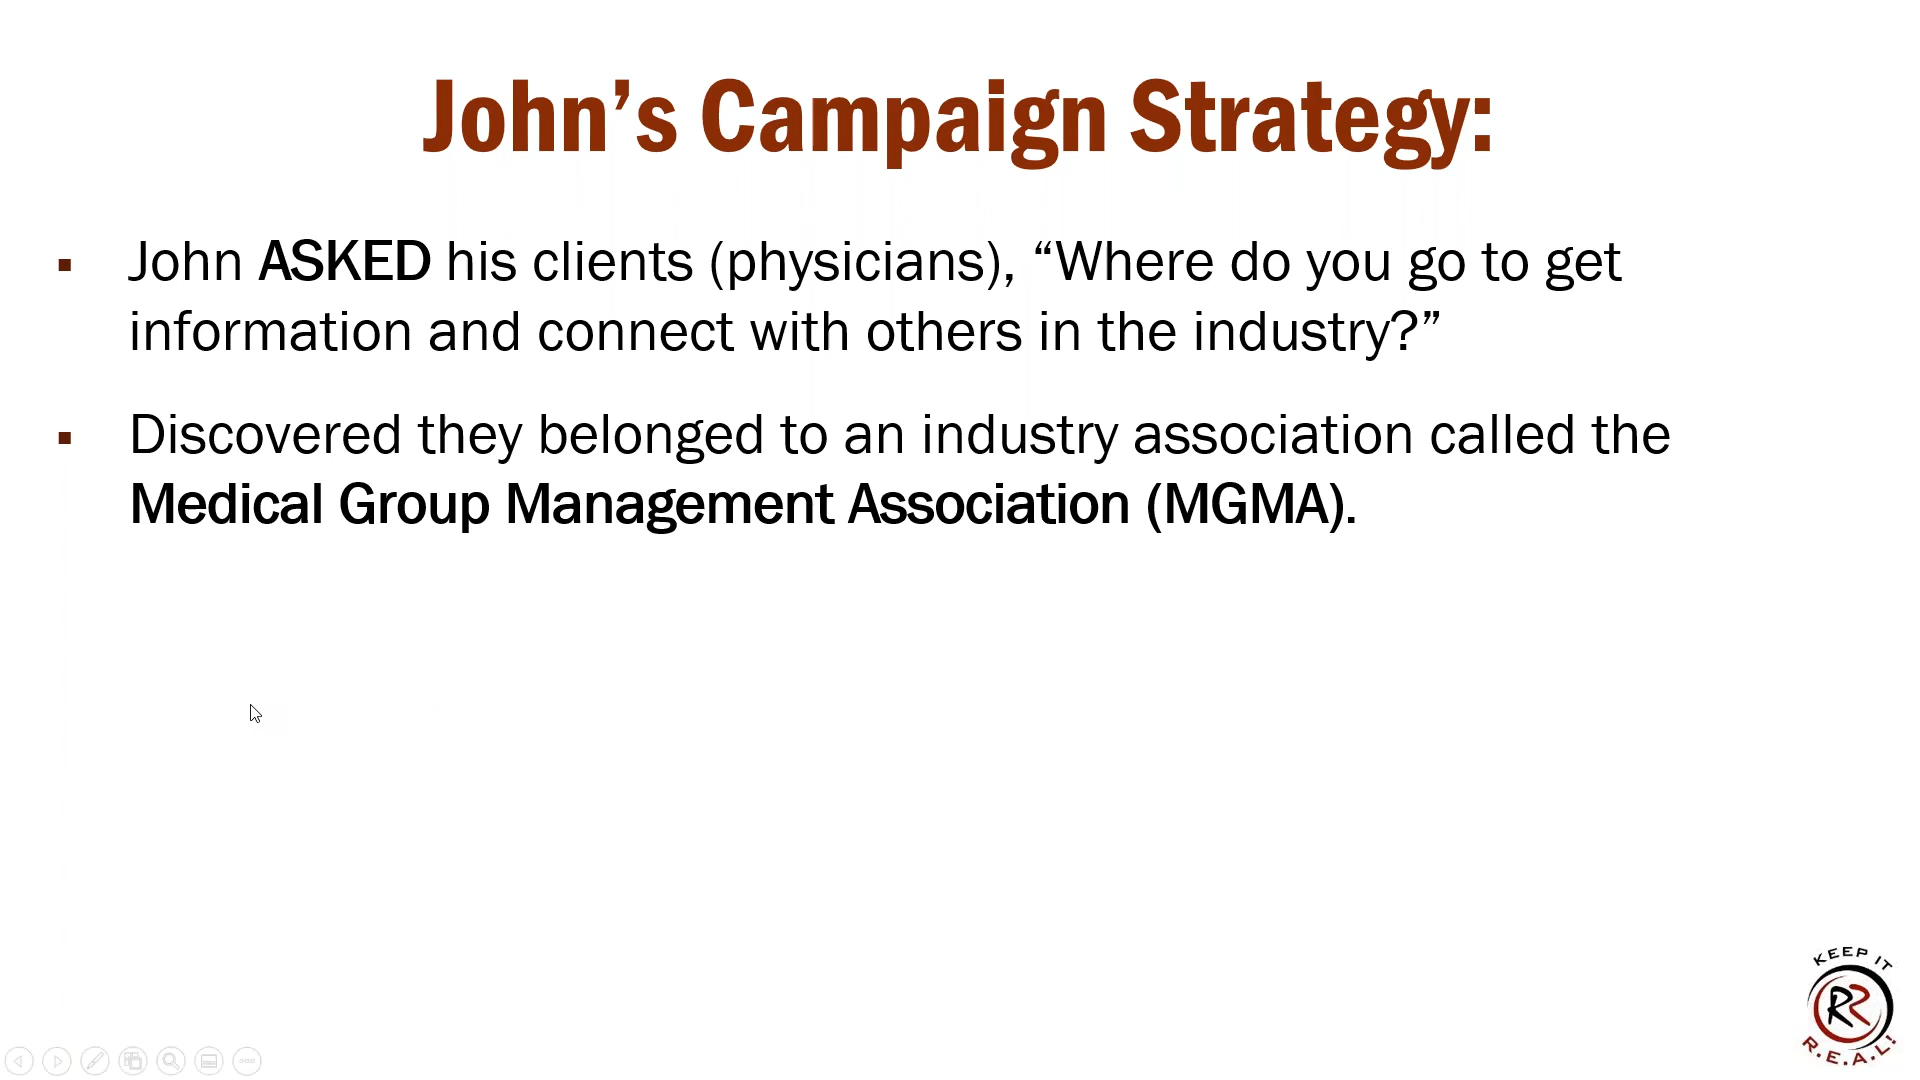 John’s Campaign Strategy:
▪ John ASKED his clients (physicians), “Where do you go to get
information and connect with others in the industry?”
▪ Discovered they belonged to an industry association called the
Medical Group Management Association (MGMA).
KEEP IT
RR
R.E.A.L!